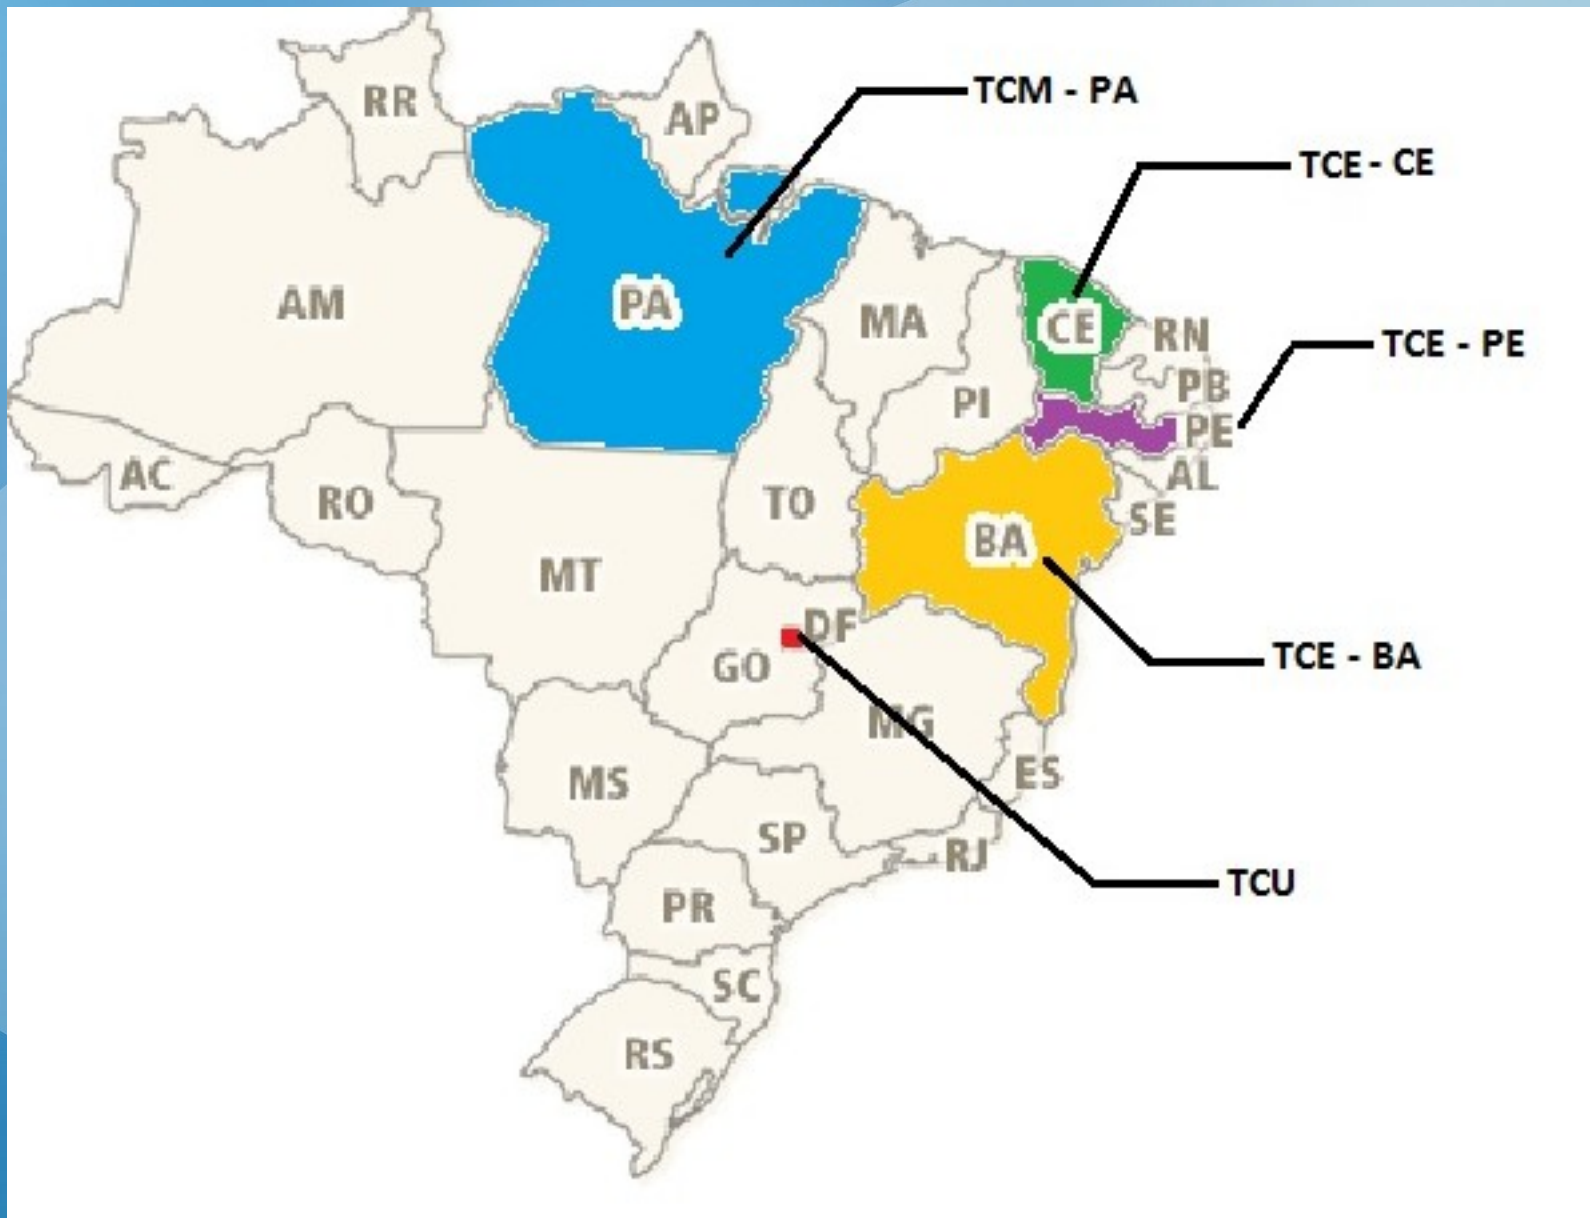 TCM - PA
RR
AP
TCE - CE
AM
PA
MA
CE
RN
TCE - PE
PI
PB
PE
AC
RO
TO
AL
BA
SE
MT
DF
GO
TCE - BA
MG
MS
ES
SP
RJ
TCU
PR
SC
RS